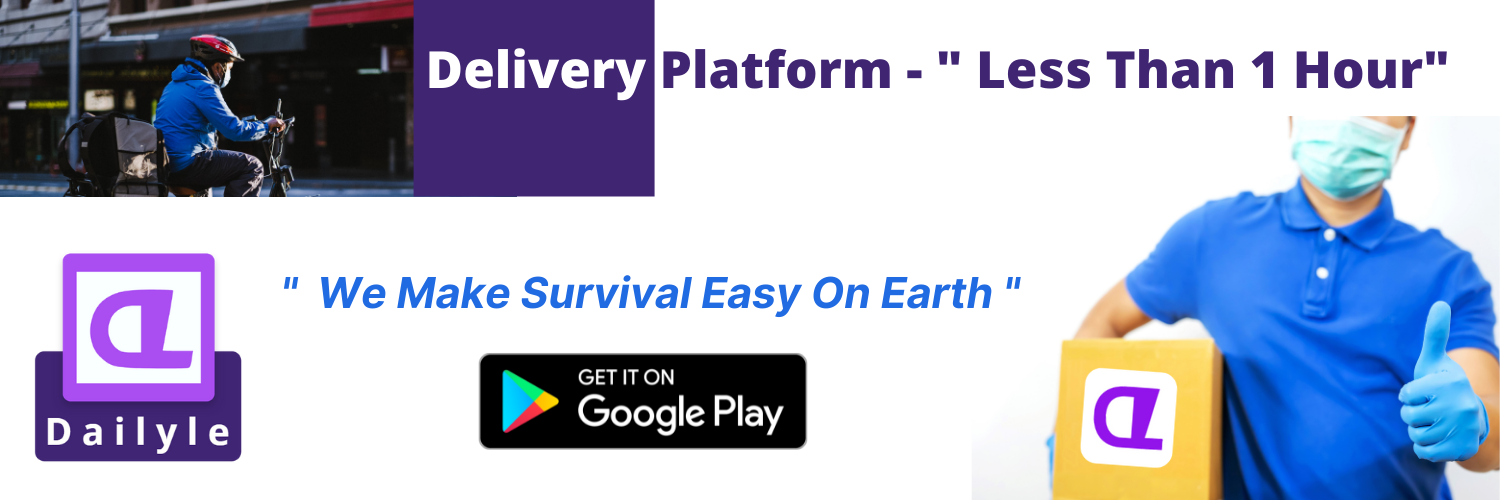 Delivery Platform - " Less Than 1 Hour"
" We Make Survival Easy On Earth "
GET IT ON
Google Play
Dailyle